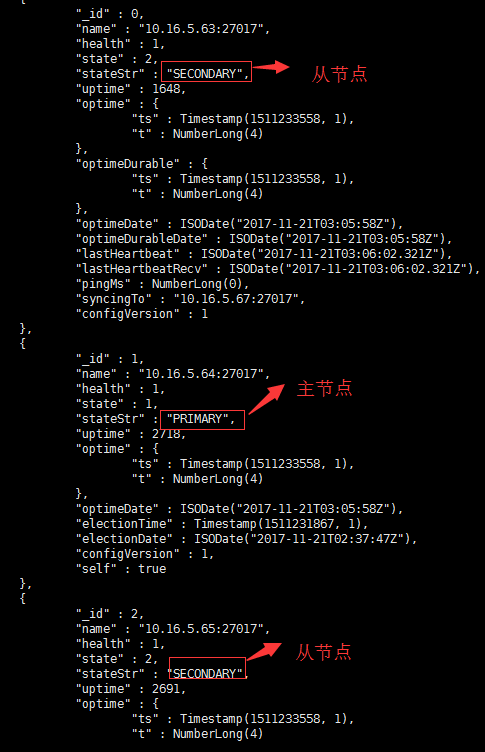 {
"_id" : 0,
"name" : "10.16.5.63:27017",
"health" : 1,
"state" : 2,
"stateStr" : "SECONDARY",
从节点
"uptime" : 1648,
"optime" : {
"ts" : Timestamp(1511233558, 1),
"t" : NumberLong(4)
},
"optimeDurable" : {
"ts" : Timestamp(1511233558, 1),
"t" : NumberLong(4)
},
"optimeDate" : ISODate("2017-11-21T03:05:58Z"),
"optimeDurableDate" : ISODate("2017-11-21T03:05:58Z"),
"lastHeartbeat" : ISODate("2017-11-21T03:06:02.321Z"),
"lastHeartbeatRecv" : ISODate("2017-11-21T03:06:02.321Z"),
"pingMs" : NumberLong(0),
"syncingTo" : "10.16.5.67:27017",
"configVersion" : 1
},
{
"_id" : 1,
"name" : "10.16.5.64:27017",
"health" : 1,
主节点
"state" : 1,
"stateStr" : "PRIMARY",
"uptime" : 2718,
"optime" : {
"ts" : Timestamp(1511233558, 1),
"t" : NumberLong(4)
},
"optimeDate" : ISODate("2017-11-21T03:05:58Z"),
"electionTime" : Timestamp(1511231867, 1),
"electionDate" : ISODate("2017-11-21T02:37:47Z"),
"configVersion" : 1,
"self" : true
},
{
"_id" : 2,
"name" : "10.16.5.65:27017",
"health" : 1,
"state" : 2,
从节点
"stateStr" : "SECONDARY",
"uptime" : 2691,
"optime" : {
"ts" : Timestamp(1511233558, 1),
"t" : NumberLong(4)